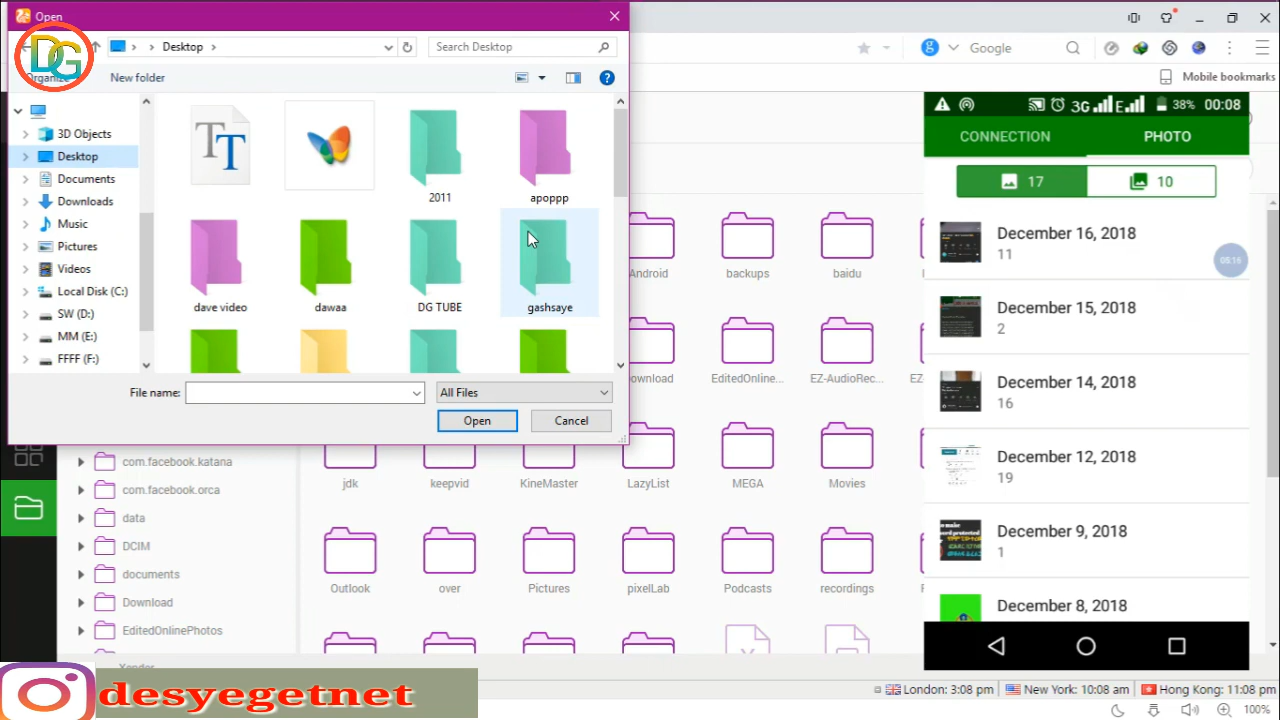 Open
DG
Desktop
Search Desktop
Organize
New folder
3D Objects
Desktop
Documents
Downloads
Music
Pictures
Videos
Local Disk (C:)
SW (D:)
MM (E:)
FFFF (F:)
TT
2011
apoppp
dave video
dawaa
DG TUBE
gashsaye
File name:
All Files
Open
Cancel
g
Google
Mobile bookmarks
Android
backups
baidu
EditedOnline...
EZ-AudioRec...
jdk
keepvid
KineMaster
LazyList
MEGA
Movies
Outlook
over
Pictures
pixelLab
Podcasts
recordings
com.facebook.katana
com.facebook.orca
data
DCIM
documents
Download
EditedOnlinePhotos
Xender
3G
E
38%
00:08
CONNECTION
PHOTO
17
10
December 16, 2018
11
05:16
December 15, 2018
2
December 14, 2018
16
December 12, 2018
19
December 9, 2018
1
December 8, 2018
desyegetnet
London: 3:08 pm
New York: 10:08 am
Hong Kong: 11:08 pm
100%